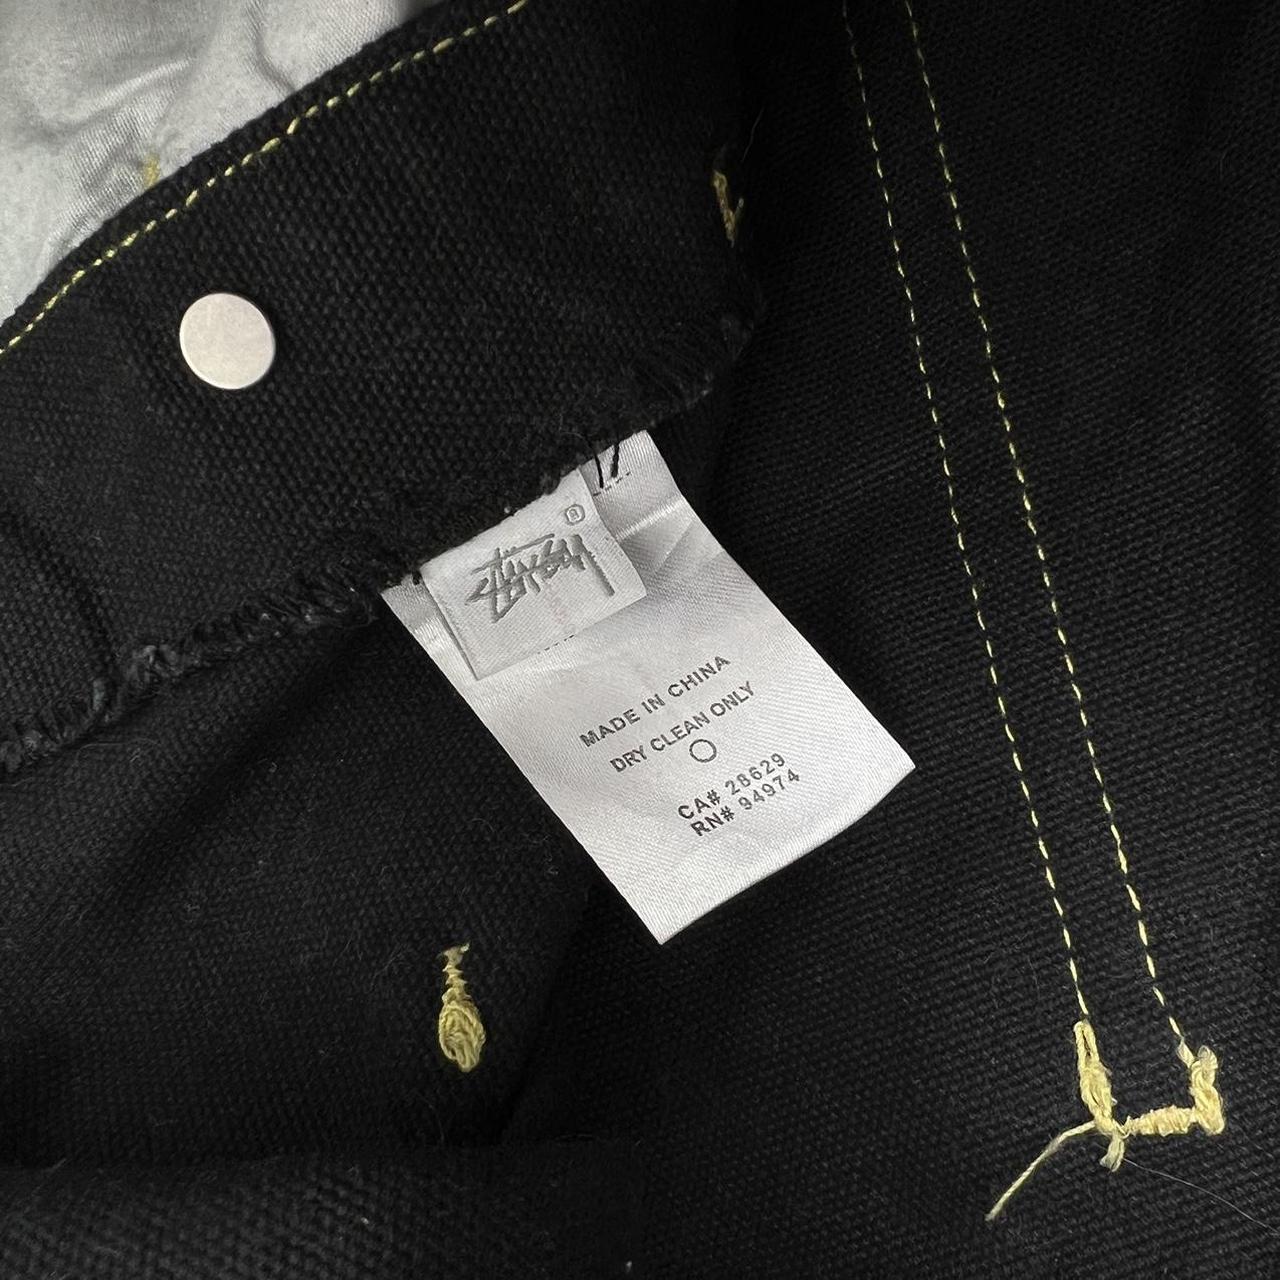 Stüssy ®
MADE IN CHINA
DRY CLEAN ONLY
CA# 28629
RN# 94974